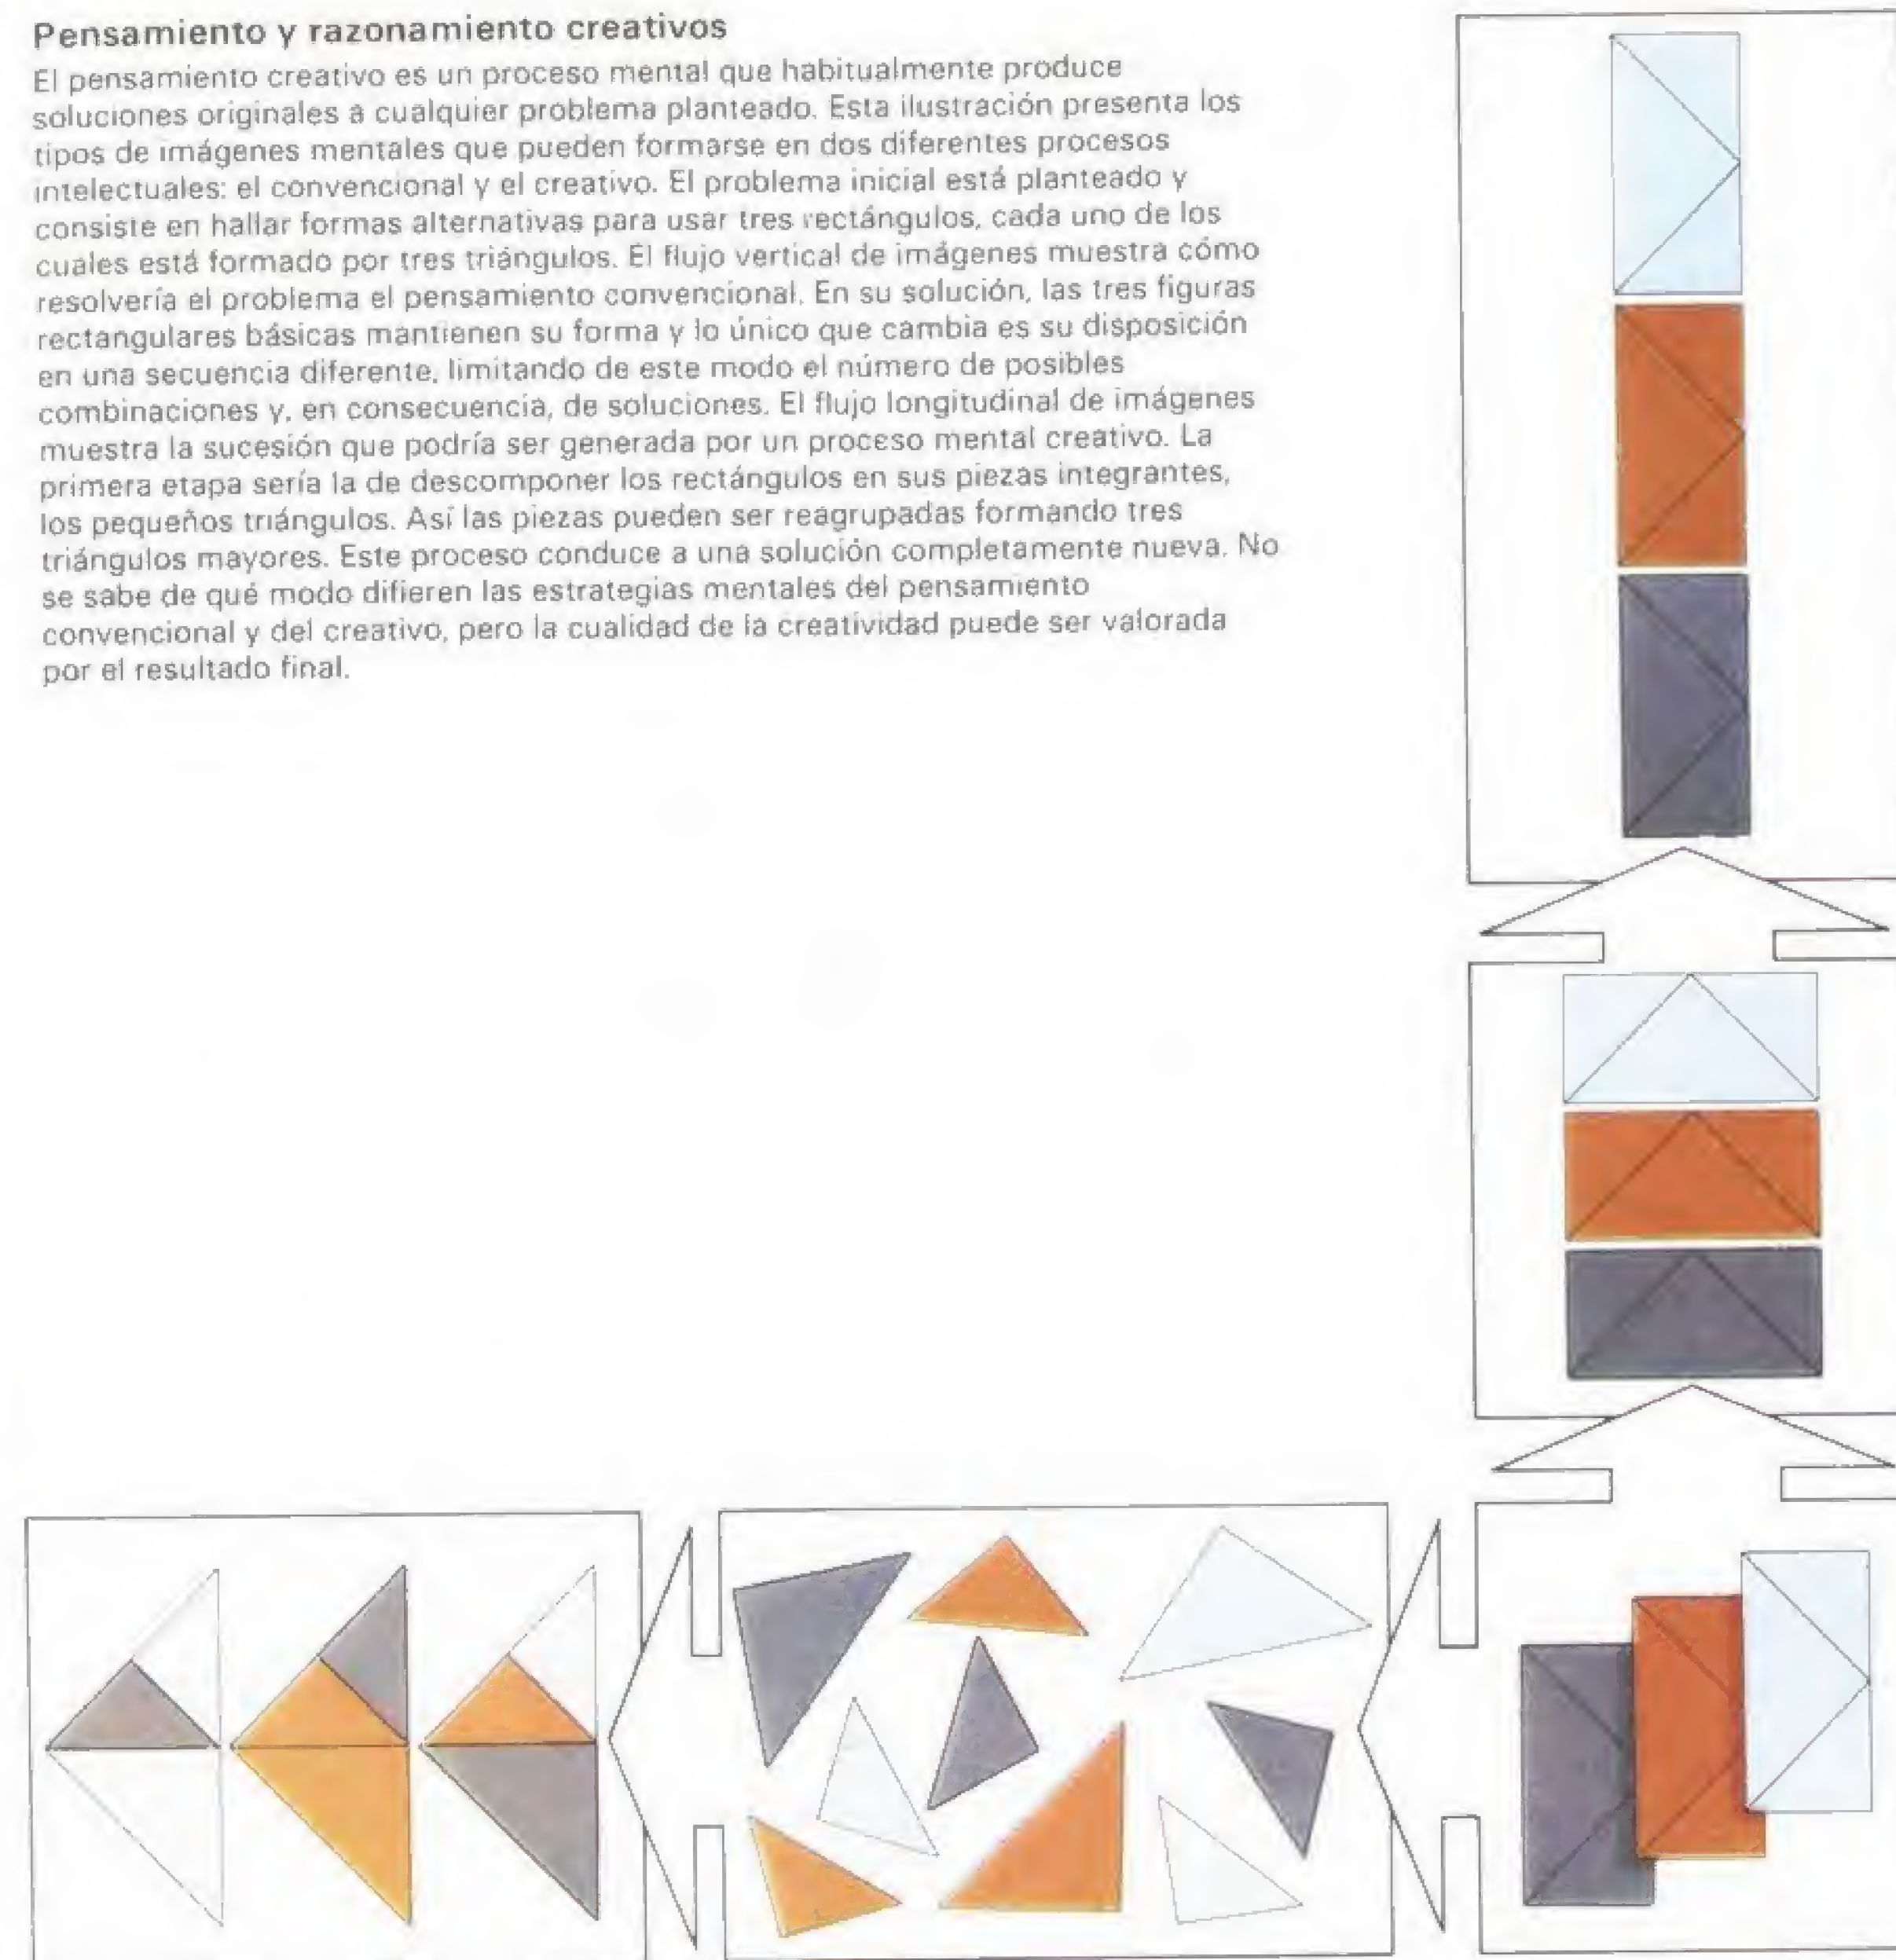 Pensamiento y razonamiento creativos
El pensamiento creativo es un proceso mental que habitualmente produce
soluciones originales a cualquier problema planteado. Esta ilustración presenta los
tipos de imágenes mentales que pueden formarse en dos diferentes procesos
intelectuales: el convencional y el creativo. El problema inicial está planteado y
consiste en hallar formas alternativas para usar tres rectángulos, cada uno de los
cuales está formado por tres triángulos. El flujo vertical de imágenes muestra cómo
resolvería el problema el pensamiento convencional. En su solución, las tres figuras
rectangulares básicas mantienen su forma y lo único que cambia es su disposición
en una secuencia diferente, limitando de este modo el número de posibles
combinaciones y, en consecuencia, de soluciones. El flujo longitudinal de imágenes
muestra la sucesión que podría ser generada por un proceso mental creativo. La
primera etapa sería la de descomponer los rectángulos en sus piezas integrantes,
los pequeños triángulos. Así las piezas pueden ser reagrupadas formando tres
triángulos mayores. Este proceso conduce a una solución completamente nueva. No
se sabe de qué modo difieren las estrategias mentales del pensamiento
convencional y del creativo, pero la cualidad de la creatividad puede ser valorada
por el resultado final.